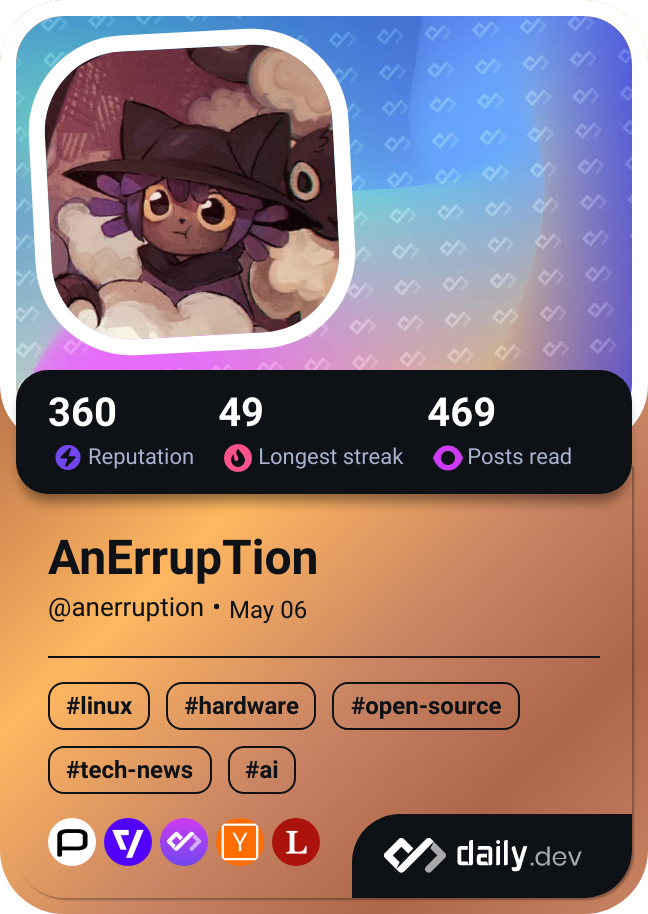 360 49 469
Reputation Longest streak Posts read
AnErrupTion
@anerruption • May 06
#linux #hardware #open-source
#tech-news #ai
Y L
daily.dev